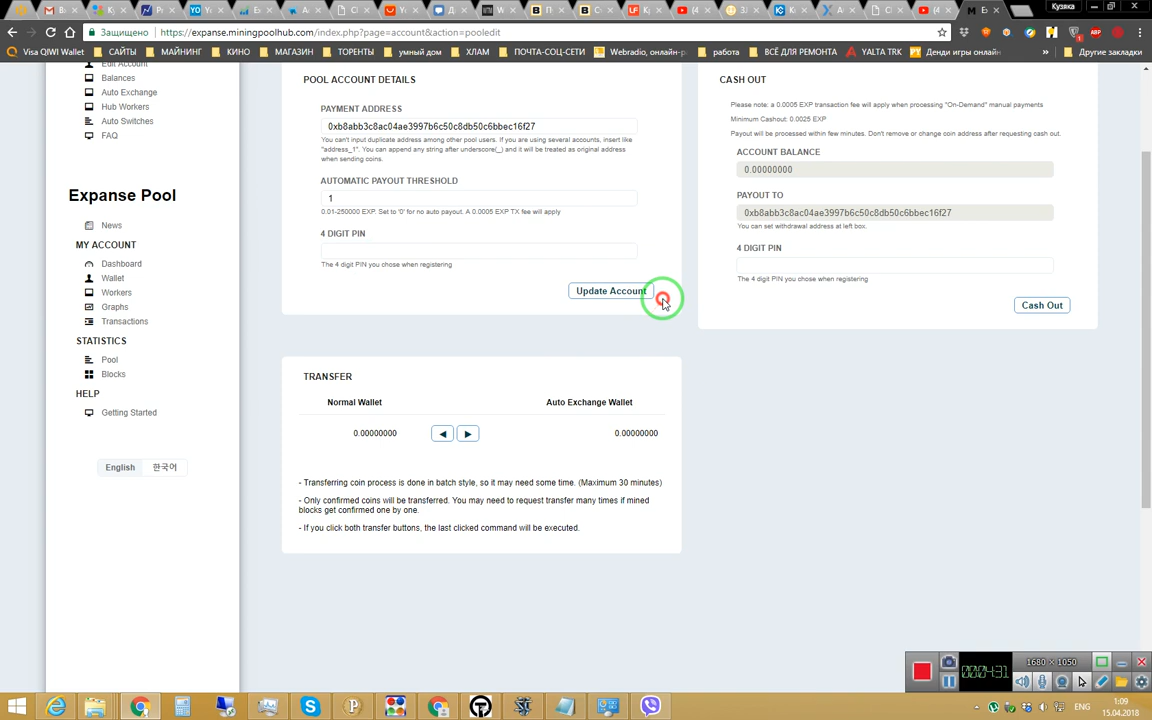 Кузяка
Защищено
https://expanse.miningpoolhub.com/index.php?page=account&action=pooledit
Visa QIWI Wallet
САЙТЫ
МАЙНИНГ
КИНО
МАГАЗИН
ТОРЕНТЫ
умный дом
ХЛАМ
ПОЧТА-СОЦ-СЕТИ
Webradio, онлайн-р
работа
ВСЁ ДЛЯ РЕМОНТА
YALTA TRK
Денди игры онлайн
»
Другие закладки
Edit Account
Balances
Auto Exchange
Hub Workers
Auto Switches
FAQ
Expanse Pool
News
MY ACCOUNT
Dashboard
Wallet
Workers
Graphs
Transactions
STATISTICS
Pool
Blocks
HELP
Getting Started
English
한국어
POOL ACCOUNT DETAILS
PAYMENT ADDRESS
0xb8abb3c8ac04ae3997b6c50c8db50c6bbec16f27
You can't input duplicate address among other pool users. If you are using several accounts, insert like
"address_1". You can append any string after underscore(_) and it will be treated as original address
when sending coins.
AUTOMATIC PAYOUT THRESHOLD
1
0.01-250000 EXP. Set to '0' for no auto payout. A 0.0005 EXP TX fee will apply
4 DIGIT PIN
The 4 digit PIN you chose when registering
Update Account
CASH OUT
Please note: a 0.0005 EXP transaction fee will apply when processing "On-Demand" manual payments
Minimum Cashout: 0.0025 EXP
Payout will be processed within few minutes. Don't remove or change coin address after requesting cash out.
ACCOUNT BALANCE
0.00000000
PAYOUT TO
0xb8abb3c8ac04ae3997b6c50c8db50c6bbec16f27
You can set withdrawal address at left box.
4 DIGIT PIN
The 4 digit PIN you chose when registering
Cash Out
TRANSFER
Normal Wallet
Auto Exchange Wallet
0.00000000
0.00000000
- Transferring coin process is done in batch style, so it may need some time. (Maximum 30 minutes)
- Only confirmed coins will be transferred. You may need to request transfer many times if mined
blocks get confirmed one by one.
- If you click both transfer buttons, the last clicked command will be executed.
1680 × 1050
00:04:31
ENG
1:09
15.04.2018